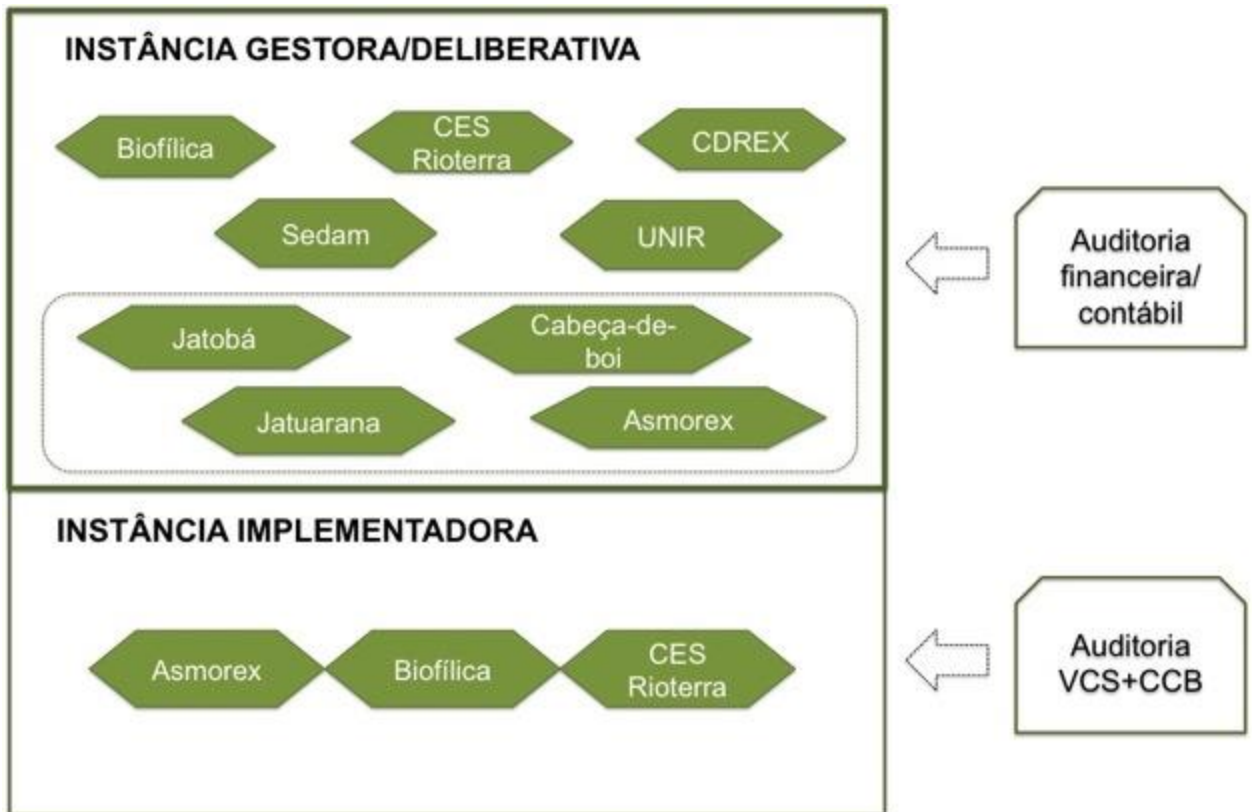 INSTÂNCIA GESTORA/DELIBERATIVA
Biofílica
CES
Rioterra
CDREX
Sedam
UNIR
Jatobá
Cabeça-de-
boi
Jatuarana
Asmorex
Auditoria
financeira/
contábil
INSTÂNCIA IMPLEMENTADORA
Asmorex
Biofílica
CES
Rioterra
Auditoria
VCS+CCB